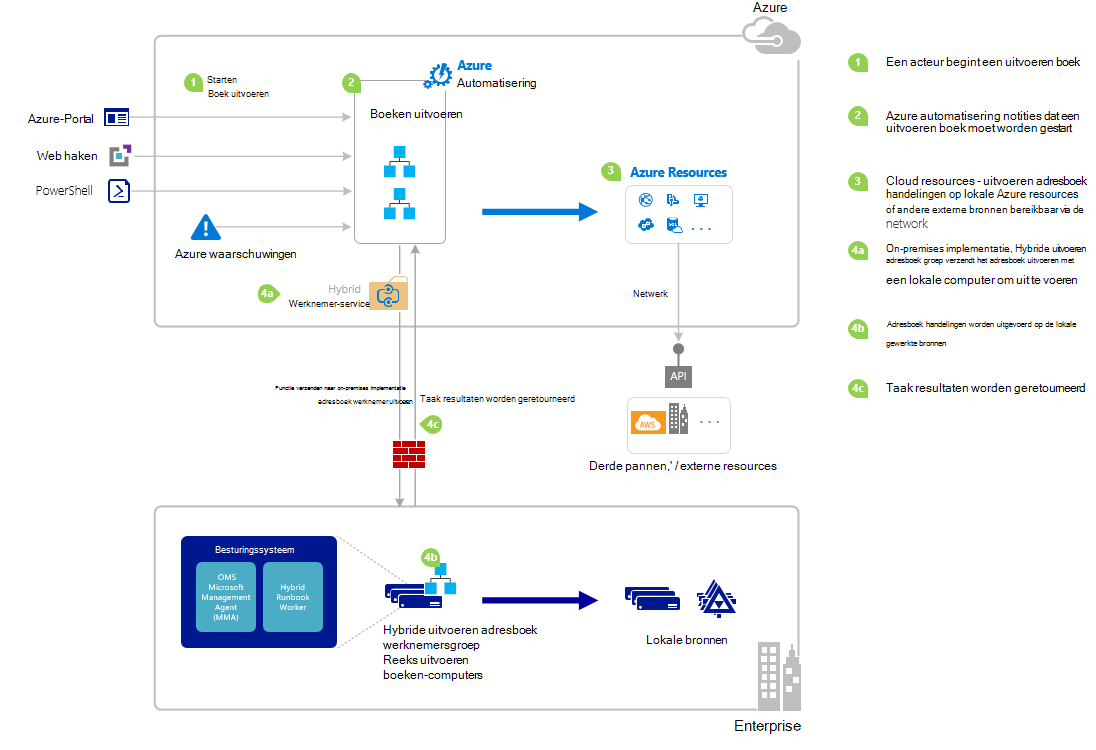 Azure
1
Starten
Boek uitvoeren
2
Azure
Automatisering
Boeken uitvoeren
Azure-Portal
Web haken
PowerShell
Azure waarschuwingen
3
Azure Resources
. . .
4a
Hybrid
Werknemer-service
Netwerk
API
AWS
. . .
Derde pannen,' / externe resources
Functie verzenden naar on-premises implementatie
adresboek werknemer uitvoeren
Taak resultaten worden geretourneerd
4c
Besturingssysteem
OMS
Microsoft
Management
Agent
(MMA)
Hybrid
Runbook
Worker
4b
Hybride uitvoeren adresboek
werknemersgroep
Reeks uitvoeren
boeken-computers
Lokale bronnen
Enterprise
1
Een acteur begint een uitvoeren boek
2
Azure automatisering notities dat een
uitvoeren boek moet worden gestart
3
Cloud resources - uitvoeren adresboek
handelingen op lokale Azure resources
of andere externe bronnen bereikbaar via de
network
4a
On-premises implementatie, Hybride uitvoeren
adresboek groep verzendt het adresboek uitvoeren met
een lokale computer om uit te voeren
4b
Adresboek handelingen worden uitgevoerd op de lokale
gewerkte bronnen
4c
Taak resultaten worden geretourneerd